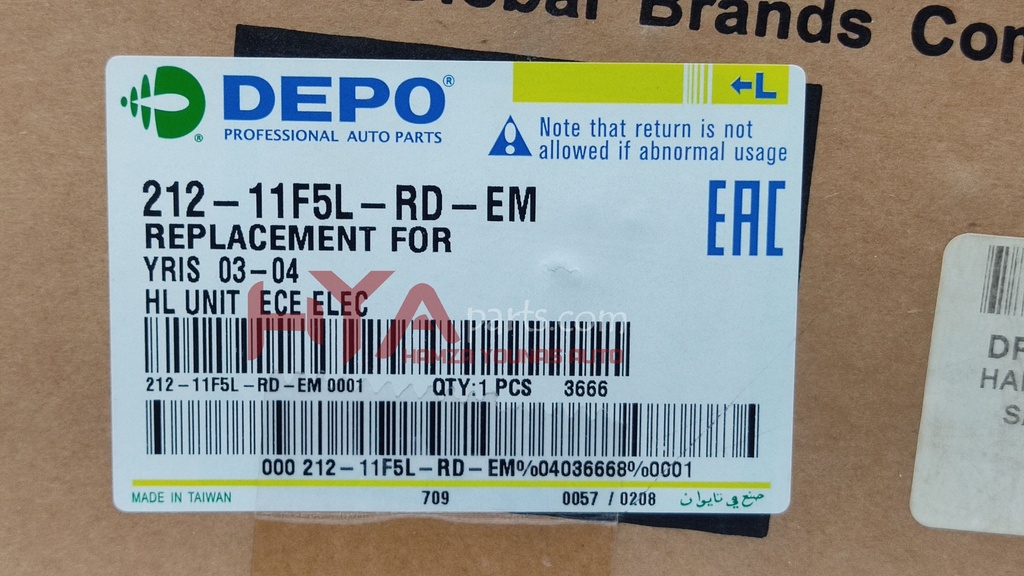 Global Brands Con
DEPO®
PROFESSIONAL AUTO PARTS
←L
Note that return is not
allowed if abnormal usage
212-11F5L-RD-EM
EAC
REPLACEMENT FOR
YRIS 03-04
HL UNIT ECE ELEC
HYA
parts.com
HAMZA YOUNAS AUTO
212-11F5L-RD-EM 0001 QTY:1 PCS 3666
000 212-11F5L-RD-EM%04036668%0001
MADE IN TAIWAN 709 0057 / 0208 صنع في تايوان
HA